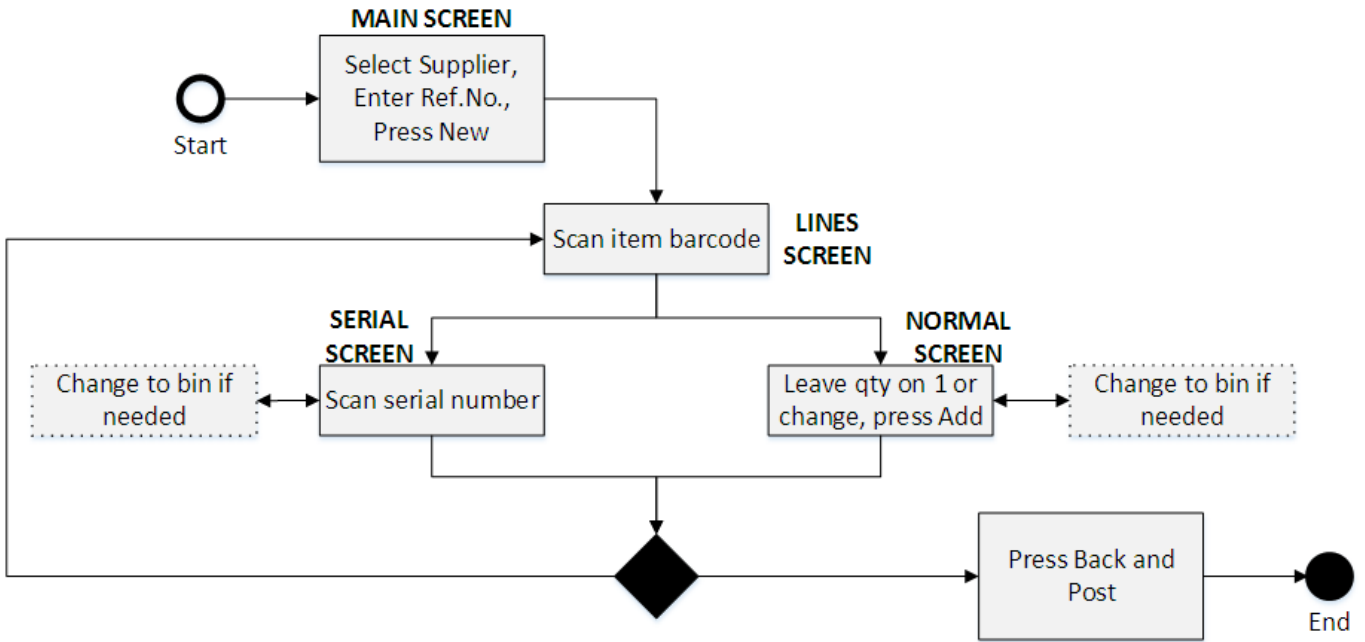 MAIN SCREEN
Select Supplier,
Enter Ref.No.,
Press New
Start
Scan item barcode
LINES
SCREEN
SERIAL
SCREEN
NORMAL
SCREEN
Change to bin if
needed
Scan serial number
Leave qty on 1 or
change, press Add
Change to bin if
needed
Press Back and
Post
End